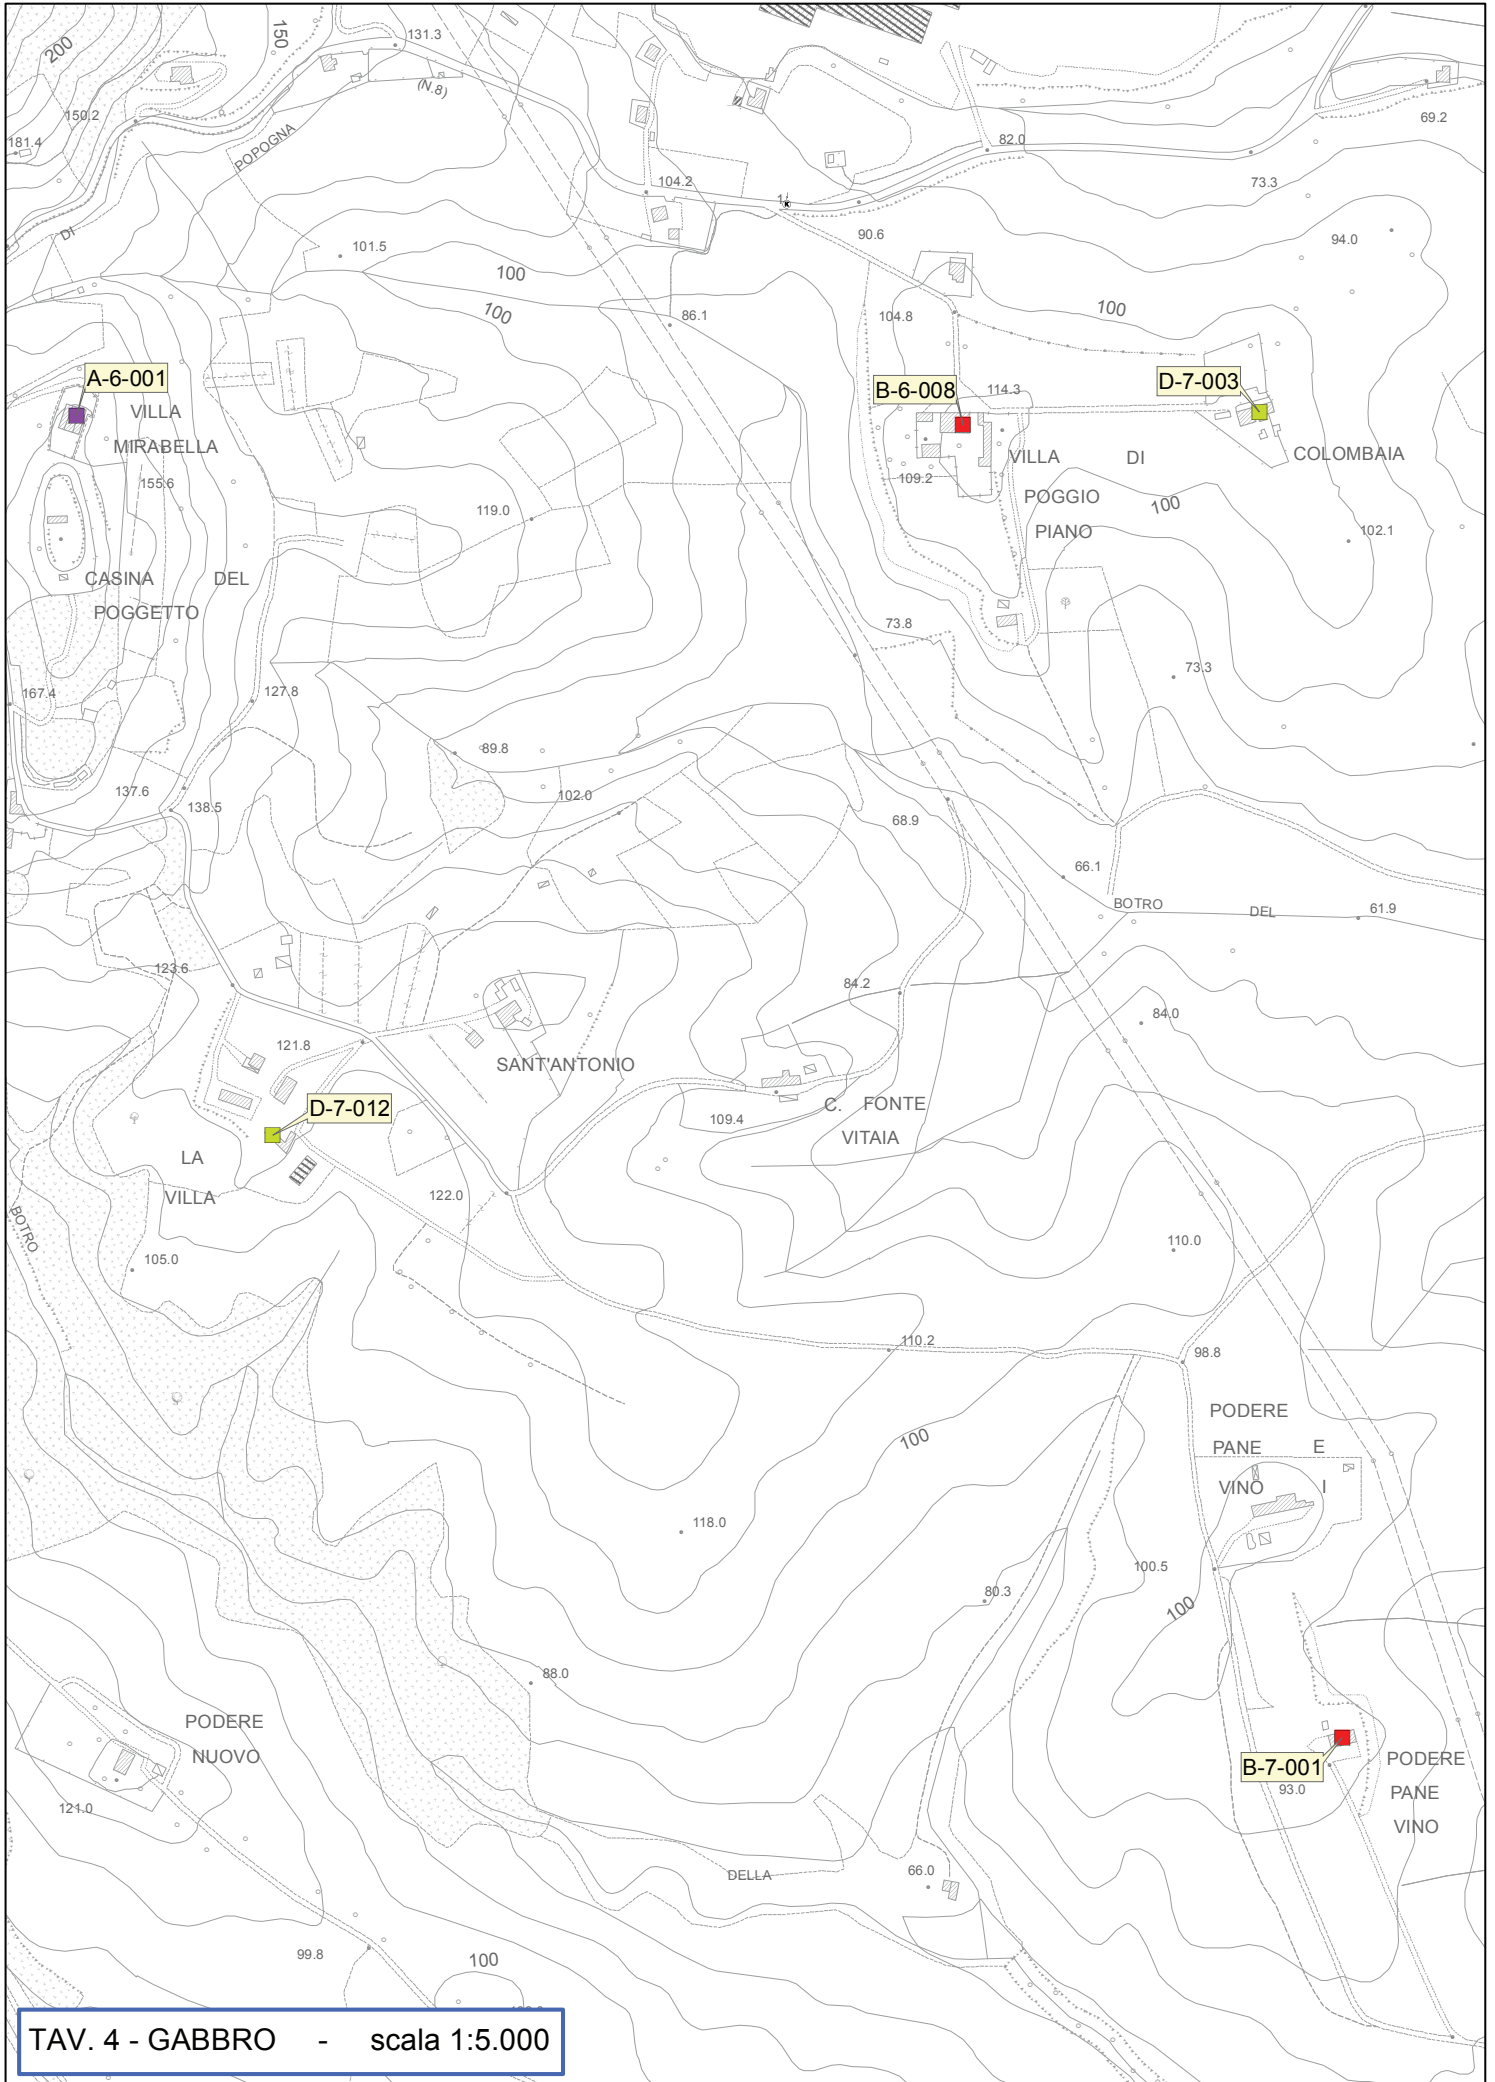 200
150
131.3
(N.8)
150.2
181.4
POPOGNA
DI
82.0
69.2
104.2
73.3
101.5
90.6
94.0
100
100
86.1
104.8
100
A-6-001
VILLA
MIRABELLA
B-6-008
114.3
D-7-003
155.6
109.2
VILLA DI
POGGIO
PIANO
COLOMBAIA
119.0
100
102.1
CASINA DEL
POGGETTO
73.8
73.3
167.4
127.8
89.8
137.6
138.5
102.0
68.9
66.1
BOTRO DEL
61.9
123.6
84.2
84.0
121.8
SANT'ANTONIO
D-7-012
109.4
C. FONTE
VITAIA
LA
VILLA
122.0
BOTRO
105.0
110.0
110.2
98.8
PODERE
PANE E
VINO I
100
118.0
100.5
80.3
100
88.0
PODERE
NUOVO
B-7-001
93.0
PODERE
PANE
VINO
121.0
DELLA
66.0
99.8
100
TAV. 4 - GABBRO - scala 1:5.000